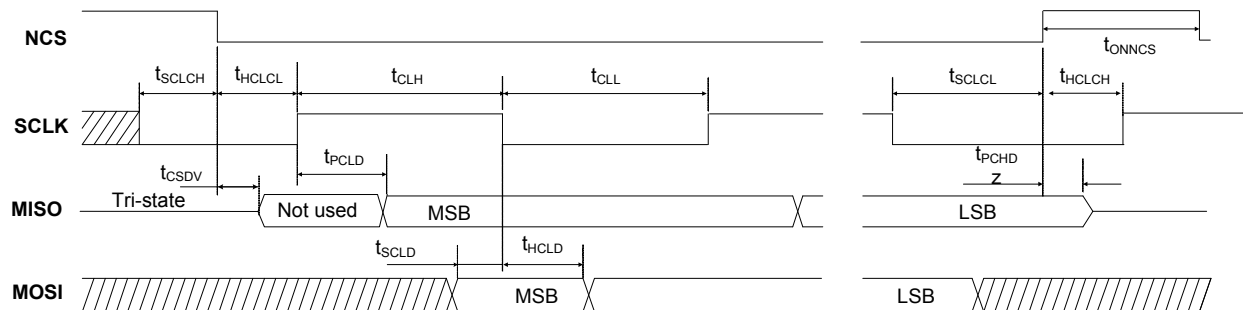 NCS
tONNCS
tSCLCH tHCLCL tCLH tCLL tSCLCL tHCLCH
SCLK
tPCLD tPCHD
z
tCSDV
Tri-state
MISO Not used MSB LSB
tSCLD tHCLD
MOSI MSB LSB